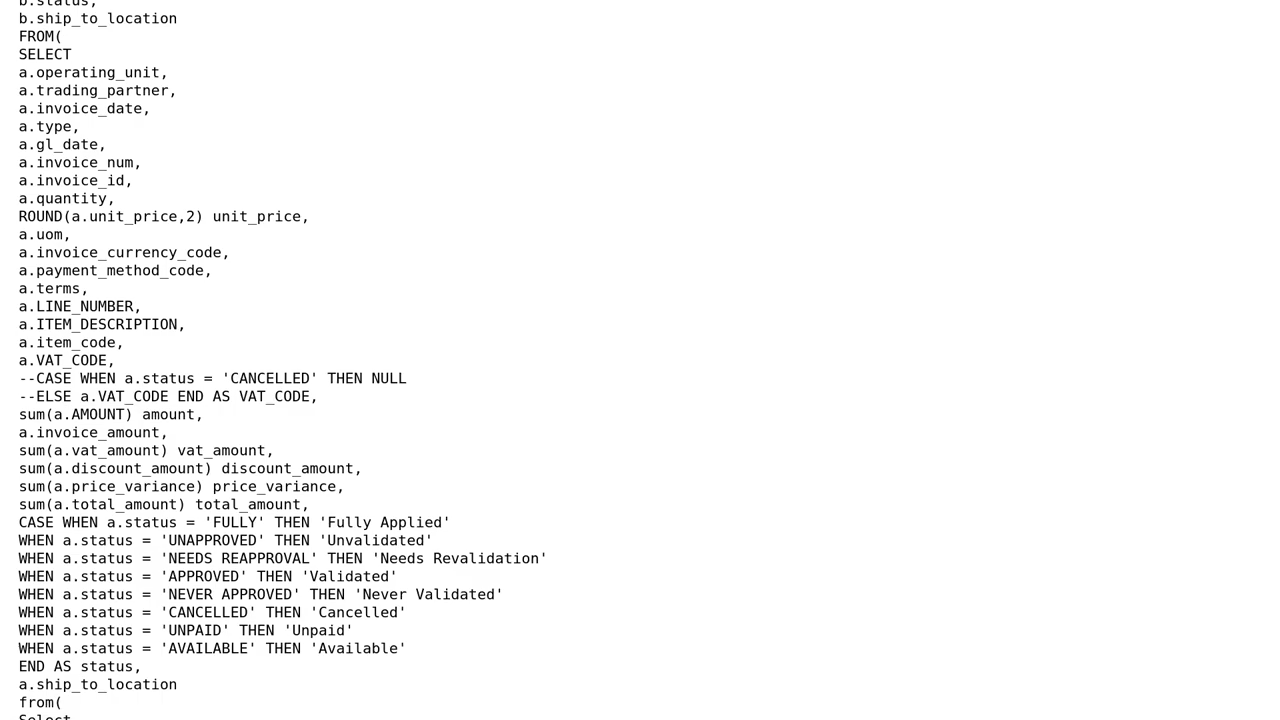 b.status,
b.ship_to_location
FROM(
SELECT
a.operating_unit,
a.trading_partner,
a.invoice_date,
a.type,
a.gl_date,
a.invoice_num,
a.invoice_id,
a.quantity,
ROUND(a.unit_price,2) unit_price,
a.uom,
a.invoice_currency_code,
a.payment_method_code,
a.terms,
a.LINE_NUMBER,
a.ITEM_DESCRIPTION,
a.item_code,
a.VAT_CODE,
--CASE WHEN a.status = 'CANCELLED' THEN NULL
--ELSE a.VAT_CODE END AS VAT_CODE,
sum(a.AMOUNT) amount,
a.invoice_amount,
sum(a.vat_amount) vat_amount,
sum(a.discount_amount) discount_amount,
sum(a.price_variance) price_variance,
sum(a.total_amount) total_amount,
CASE WHEN a.status = 'FULLY' THEN 'Fully Applied'
WHEN a.status = 'UNAPPROVED' THEN 'Unvalidated'
WHEN a.status = 'NEEDS REAPPROVAL' THEN 'Needs Revalidation'
WHEN a.status = 'APPROVED' THEN 'Validated'
WHEN a.status = 'NEVER APPROVED' THEN 'Never Validated'
WHEN a.status = 'CANCELLED' THEN 'Cancelled'
WHEN a.status = 'UNPAID' THEN 'Unpaid'
WHEN a.status = 'AVAILABLE' THEN 'Available'
END AS status,
a.ship_to_location
from(
Select